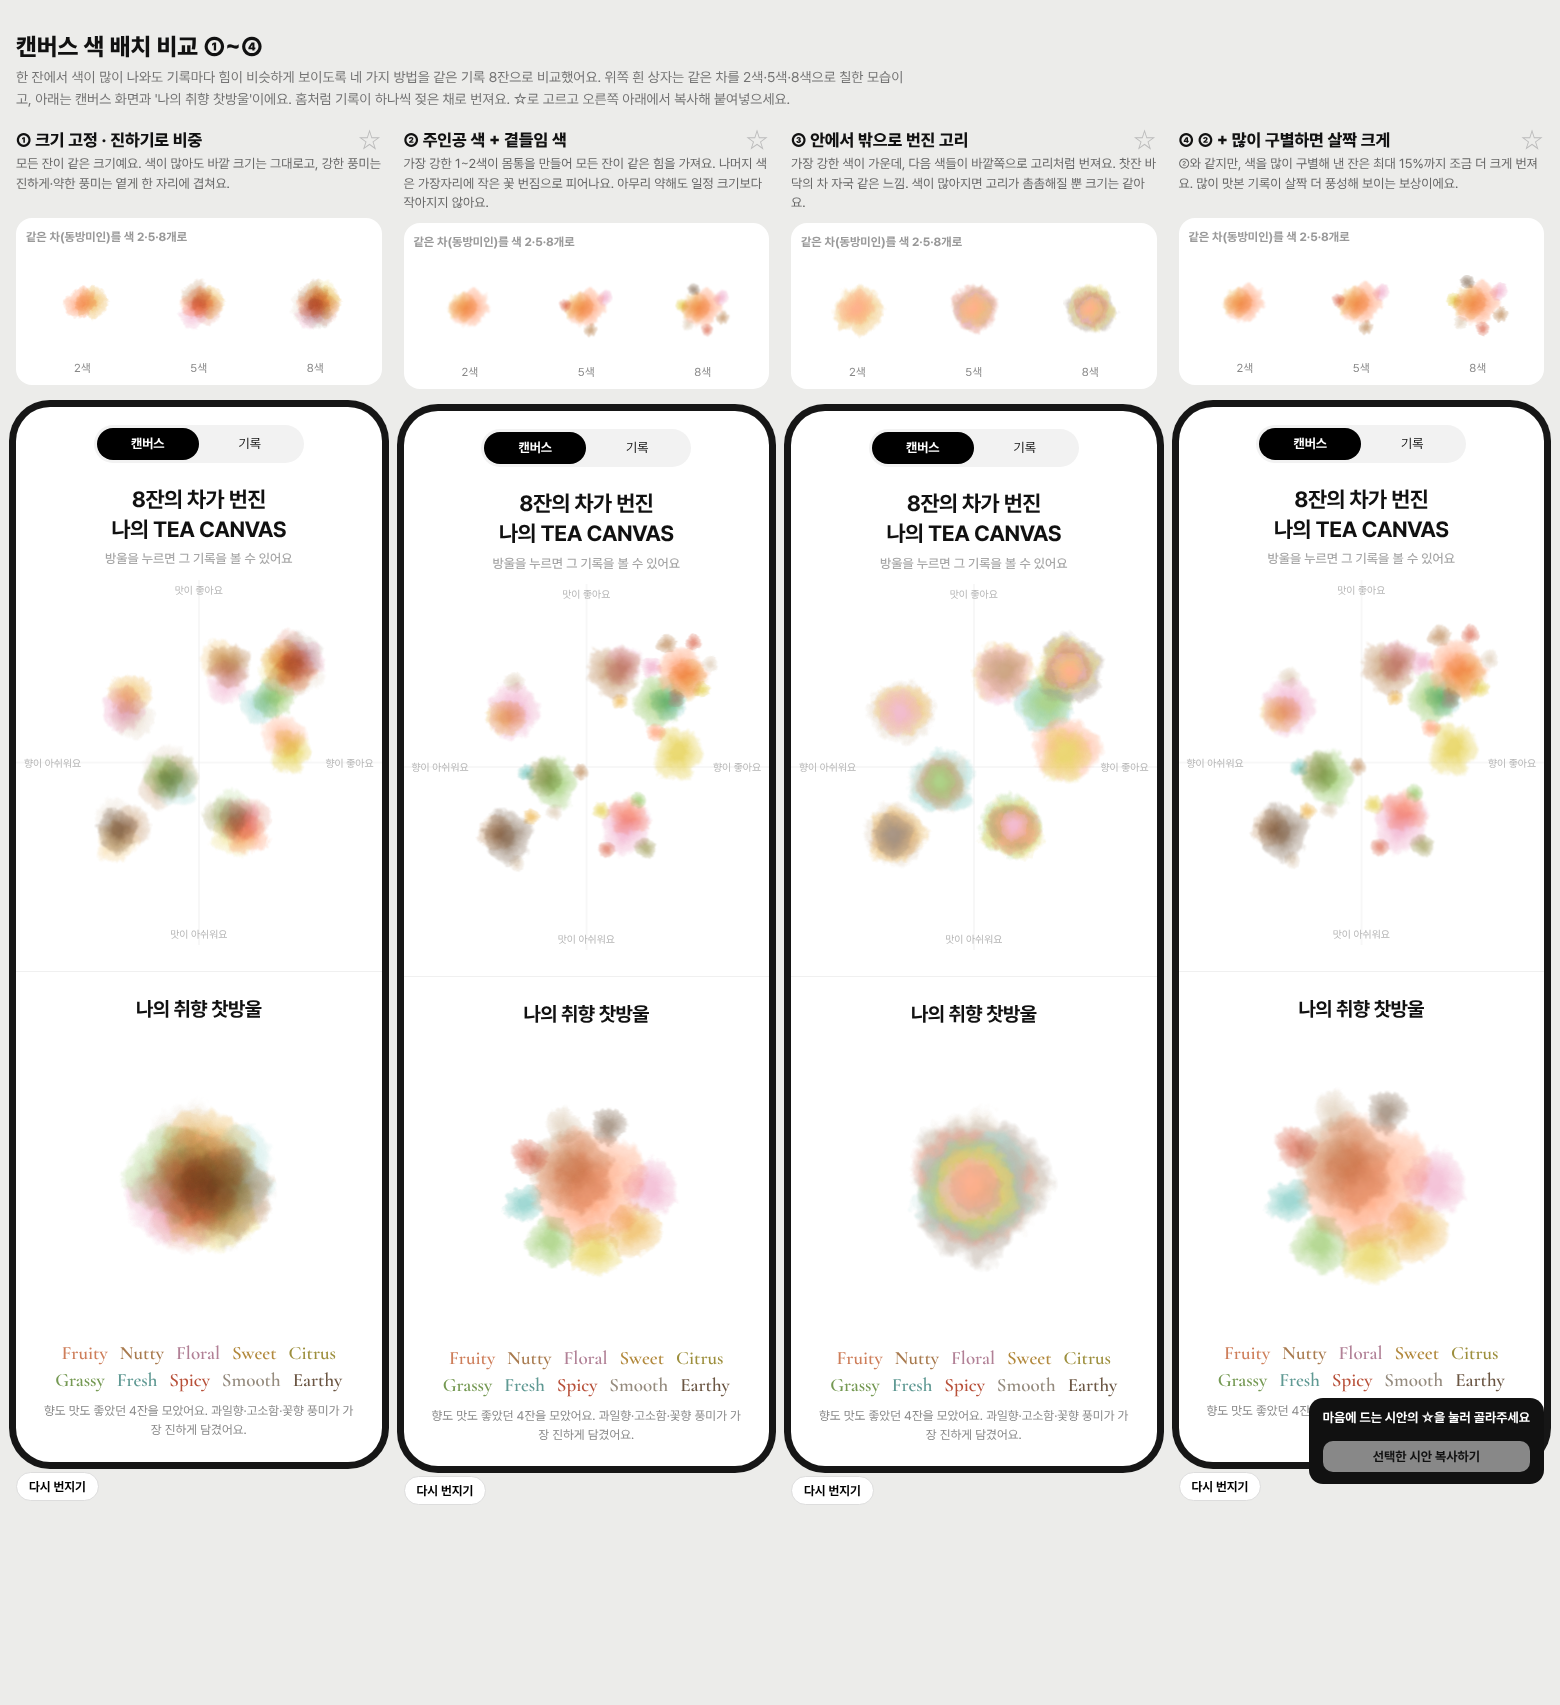 캔버스 색 배치 비교 ①~④
한 잔에서 색이 많이 나와도 기록마다 힘이 비슷하게 보이도록 네 가지 방법을 같은 기록 8잔으로 비교했어요. 위쪽 흰 상자는 같은 차를 2색·5색·8색으로 칠한 모습이
고, 아래는 캔버스 화면과 '나의 취향 찻방울'이에요. 홈처럼 기록이 하나씩 젖은 채로 번져요. ☆로 고르고 오른쪽 아래에서 복사해 붙여넣으세요.
① 크기 고정 · 진하기로 비중
☆
모든 잔이 같은 크기예요. 색이 많아도 바깥 크기는 그대로고, 강한 풍미는
진하게·약한 풍미는 옅게 한 자리에 겹쳐요.
같은 차(동방미인)를 색 2·5·8개로
2색
5색
8색
캔버스
기록
8잔의 차가 번진
나의 TEA CANVAS
방울을 누르면 그 기록을 볼 수 있어요
맛이 좋아요
향이 아쉬워요
향이 좋아요
맛이 아쉬워요
나의 취향 찻방울
Fruity Nutty Floral Sweet Citrus
Grassy Fresh Spicy Smooth Earthy
향도 맛도 좋았던 4잔을 모았어요. 과일향·고소함·꽃향 풍미가 가
장 진하게 담겼어요.
다시 번지기
② 주인공 색 + 곁들임 색
☆
가장 강한 1~2색이 몸통을 만들어 모든 잔이 같은 힘을 가져요. 나머지 색
은 가장자리에 작은 꽃 번짐으로 피어나요. 아무리 약해도 일정 크기보다
작아지지 않아요.
같은 차(동방미인)를 색 2·5·8개로
2색
5색
8색
캔버스
기록
8잔의 차가 번진
나의 TEA CANVAS
방울을 누르면 그 기록을 볼 수 있어요
맛이 좋아요
향이 아쉬워요
향이 좋아요
맛이 아쉬워요
나의 취향 찻방울
Fruity Nutty Floral Sweet Citrus
Grassy Fresh Spicy Smooth Earthy
향도 맛도 좋았던 4잔을 모았어요. 과일향·고소함·꽃향 풍미가 가
장 진하게 담겼어요.
다시 번지기
③ 안에서 밖으로 번진 고리
☆
가장 강한 색이 가운데, 다음 색들이 바깥쪽으로 고리처럼 번져요. 찻잔 바
닥의 차 자국 같은 느낌. 색이 많아지면 고리가 촘촘해질 뿐 크기는 같아
요.
같은 차(동방미인)를 색 2·5·8개로
2색
5색
8색
캔버스
기록
8잔의 차가 번진
나의 TEA CANVAS
방울을 누르면 그 기록을 볼 수 있어요
맛이 좋아요
향이 아쉬워요
향이 좋아요
맛이 아쉬워요
나의 취향 찻방울
Fruity Nutty Floral Sweet Citrus
Grassy Fresh Spicy Smooth Earthy
향도 맛도 좋았던 4잔을 모았어요. 과일향·고소함·꽃향 풍미가 가
장 진하게 담겼어요.
다시 번지기
④ ② + 많이 구별하면 살짝 크게
☆
②와 같지만, 색을 많이 구별해 낸 잔은 최대 15%까지 조금 더 크게 번져
요. 많이 맛본 기록이 살짝 더 풍성해 보이는 보상이에요.
같은 차(동방미인)를 색 2·5·8개로
2색
5색
8색
캔버스
기록
8잔의 차가 번진
나의 TEA CANVAS
방울을 누르면 그 기록을 볼 수 있어요
맛이 좋아요
향이 아쉬워요
향이 좋아요
맛이 아쉬워요
나의 취향 찻방울
Fruity Nutty Floral Sweet Citrus
Grassy Fresh Spicy Smooth Earthy
향도 맛도 좋았던 4잔
다시 번지기
마음에 드는 시안의 ☆을 눌러 골라주세요
선택한 시안 복사하기